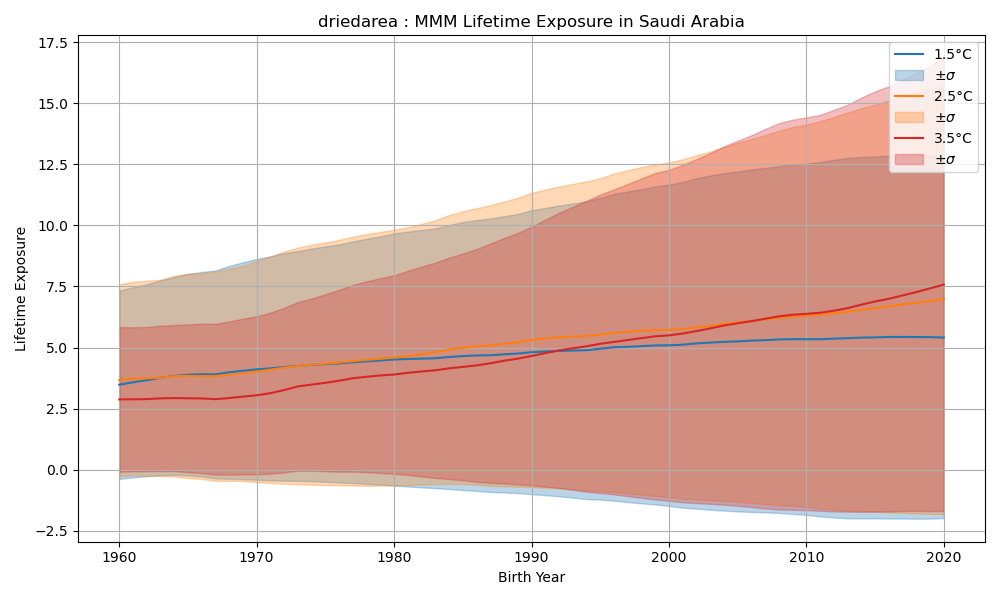 driedarea : MMM Lifetime Exposure in Saudi Arabia
17.5
15.0
12.5
10.0
7.5
5.0
2.5
0.0
−2.5
Lifetime Exposure
1.5°C
±σ
2.5°C
±σ
3.5°C
±σ
1960
1970
1980
1990
2000
2010
2020
Birth Year